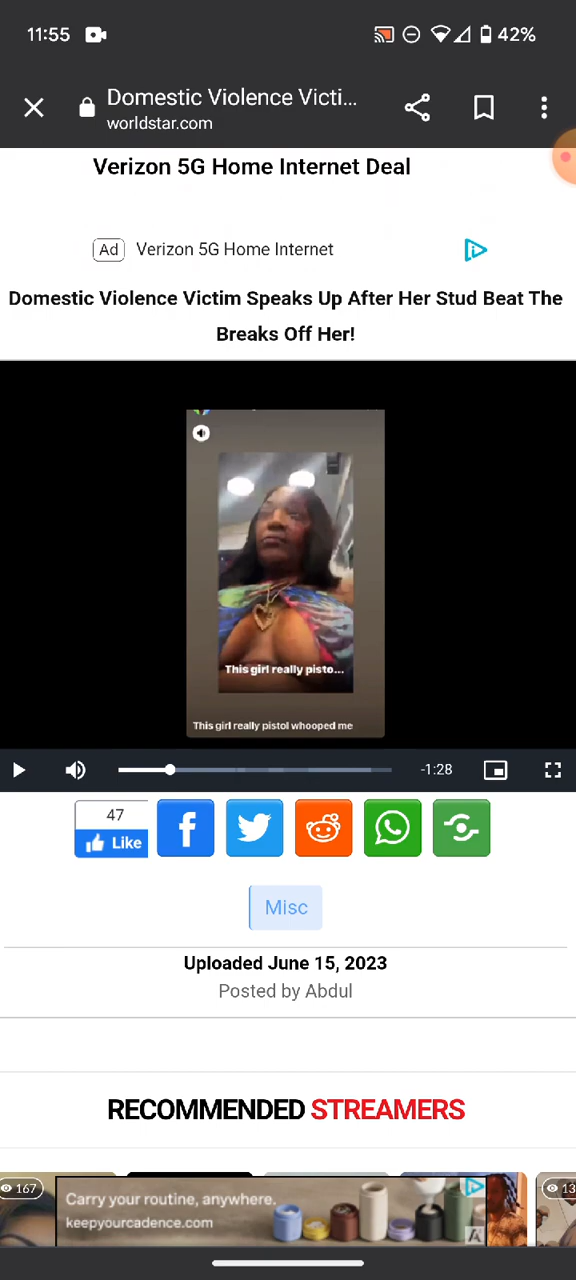 11:55
42%
Domestic Violence Victi...
worldstar.com
Verizon 5G Home Internet Deal
Ad Verizon 5G Home Internet
Domestic Violence Victim Speaks Up After Her Stud Beat The
Breaks Off Her!
This girl really pisto...
This girl really pistol whooped me
-1:28
47
Like
Misc
Uploaded June 15, 2023
Posted by Abdul
RECOMMENDED STREAMERS
167
13
Carry your routine, anywhere.
keepyourcadence.com